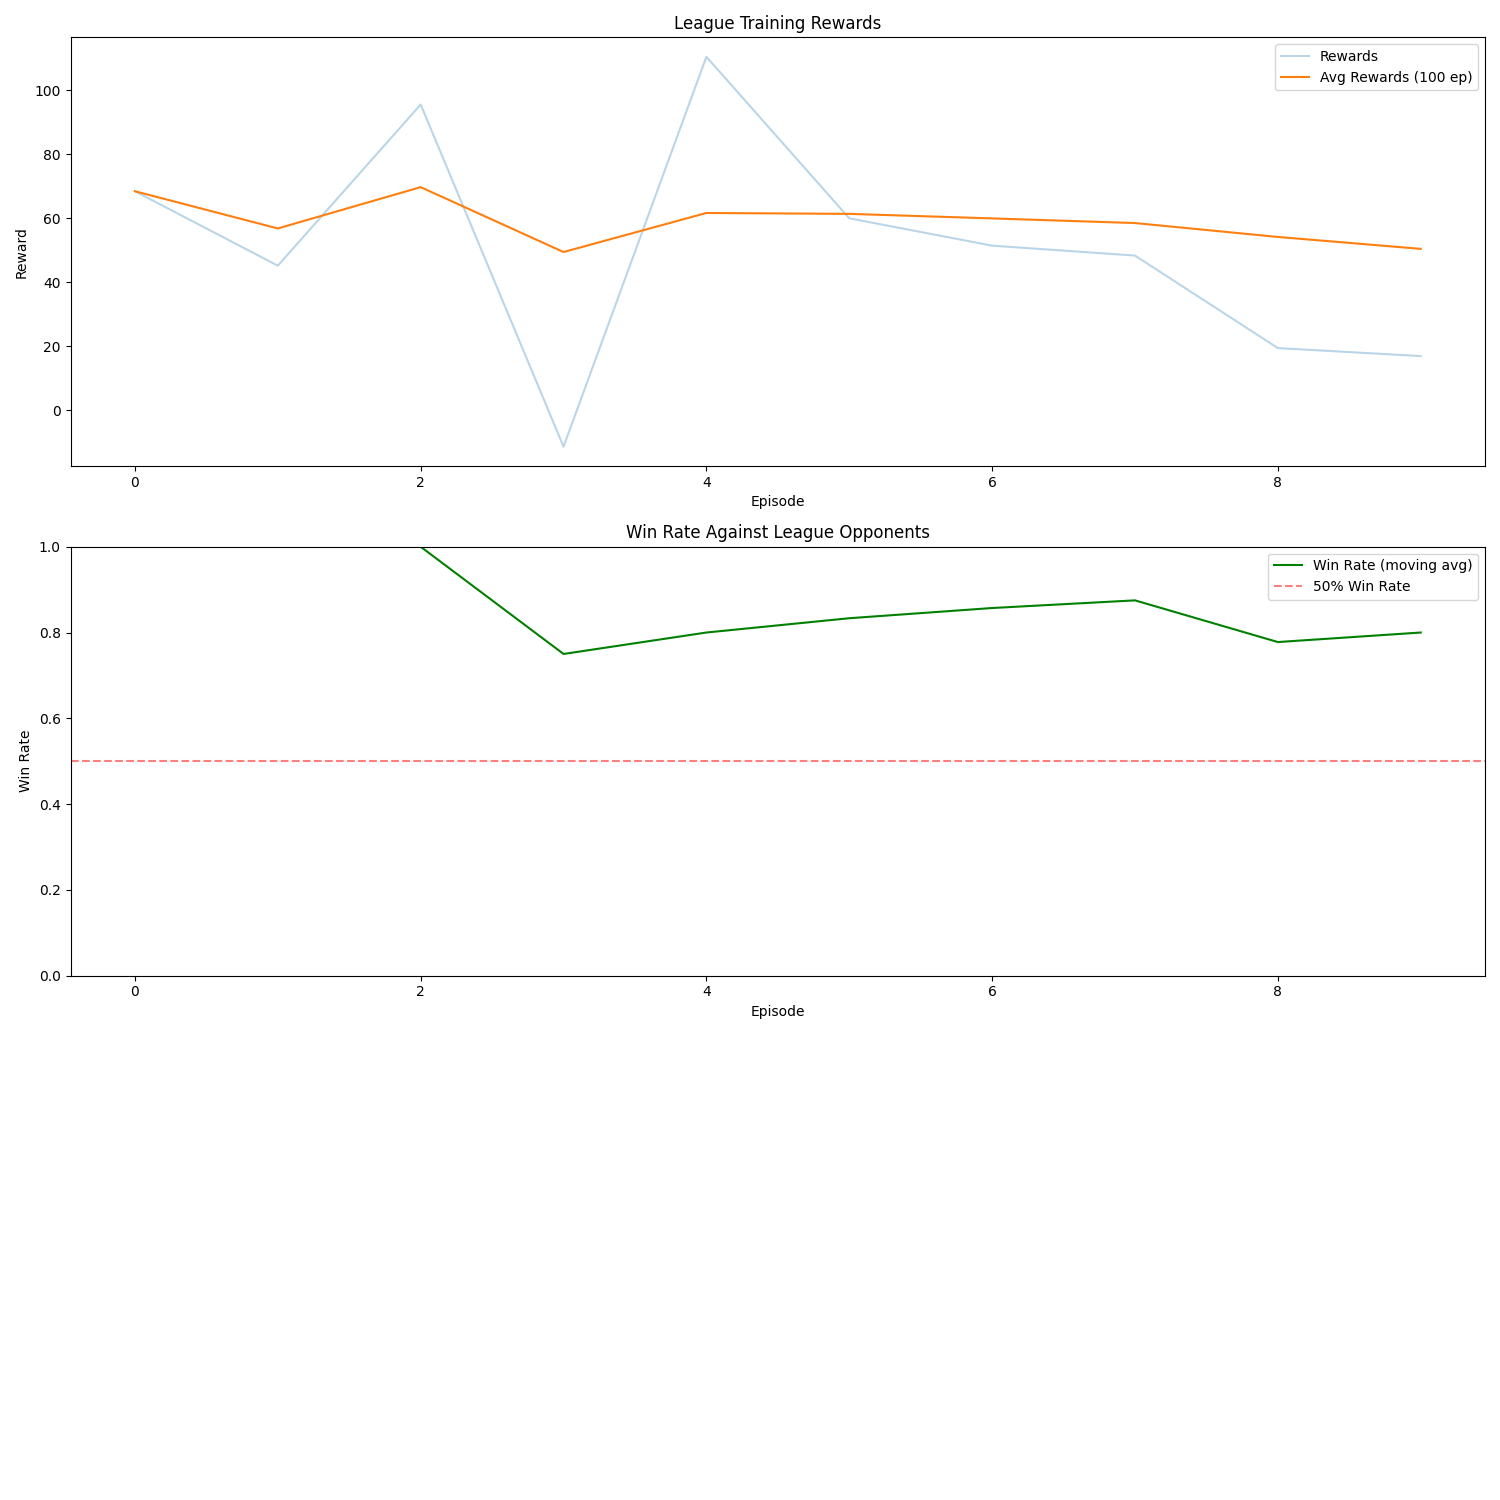 League Training Rewards
Rewards
Avg Rewards (100 ep)
100
80
60
40
20
0
Reward
0 2 4 6 8
Episode
Win Rate Against League Opponents
Win Rate (moving avg)
50% Win Rate
1.0
0.8
0.6
0.4
0.2
0.0
Win Rate
0 2 4 6 8
Episode